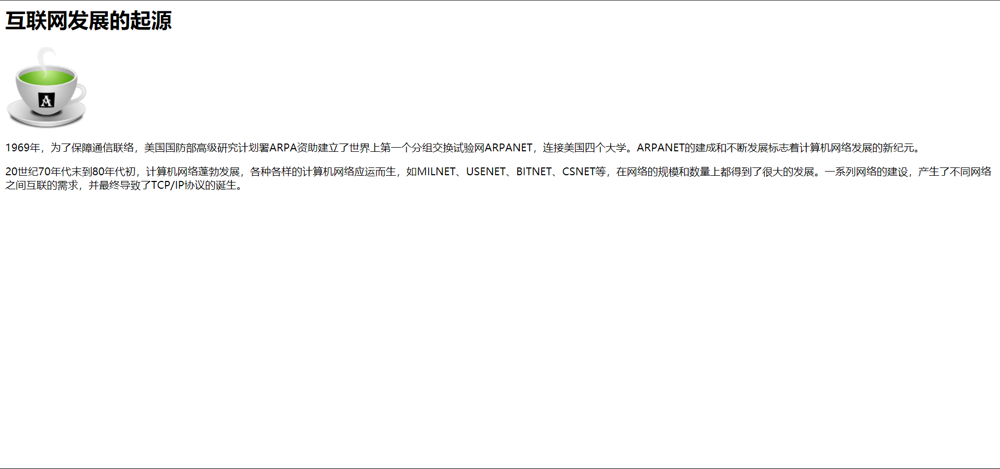 互联网发展的起源
A
1969年，为了保障通信联络，美国国防部高级研究计划署ARPA资助建立了世界上第一个分组交换试验网ARPANET，连接美国四个大学。ARPANET的建成和不断发展标志着计算机网络发展的新纪元。
20世纪70年代末到80年代初，计算机网络蓬勃发展，各种各样的计算机网络应运而生，如MILNET、USENET、BITNET、CSNET等，在网络的规模和数量上都得到了很大的发展。一系列网络的建设，产生了不同网络
之间互联的需求，并最终导致了TCP/IP协议的诞生。